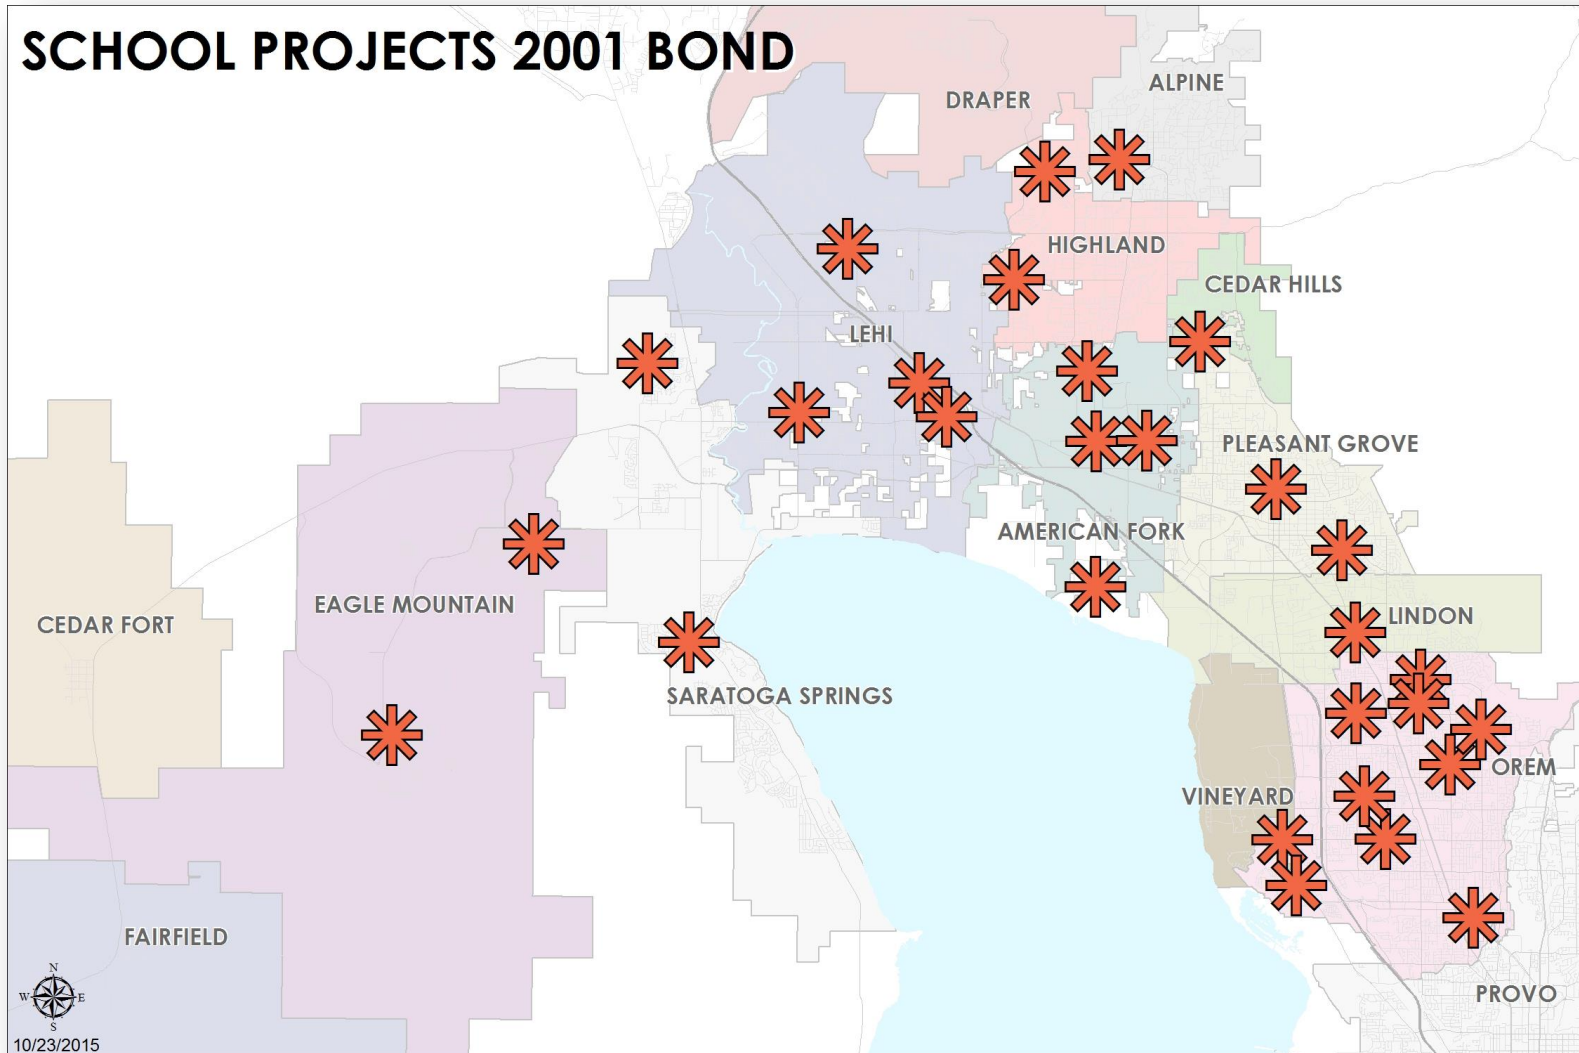 SCHOOL PROJECTS 2001 BOND
ALPINE
DRAPER
HIGHLAND
CEDAR HILLS
LEHI
PLEASANT GROVE
AMERICAN FORK
EAGLE MOUNTAIN
LINDON
CEDAR FORT
SARATOGA SPRINGS
OREM
VINEYARD
FAIRFIELD
N
W E
S
PROVO
10/23/2015